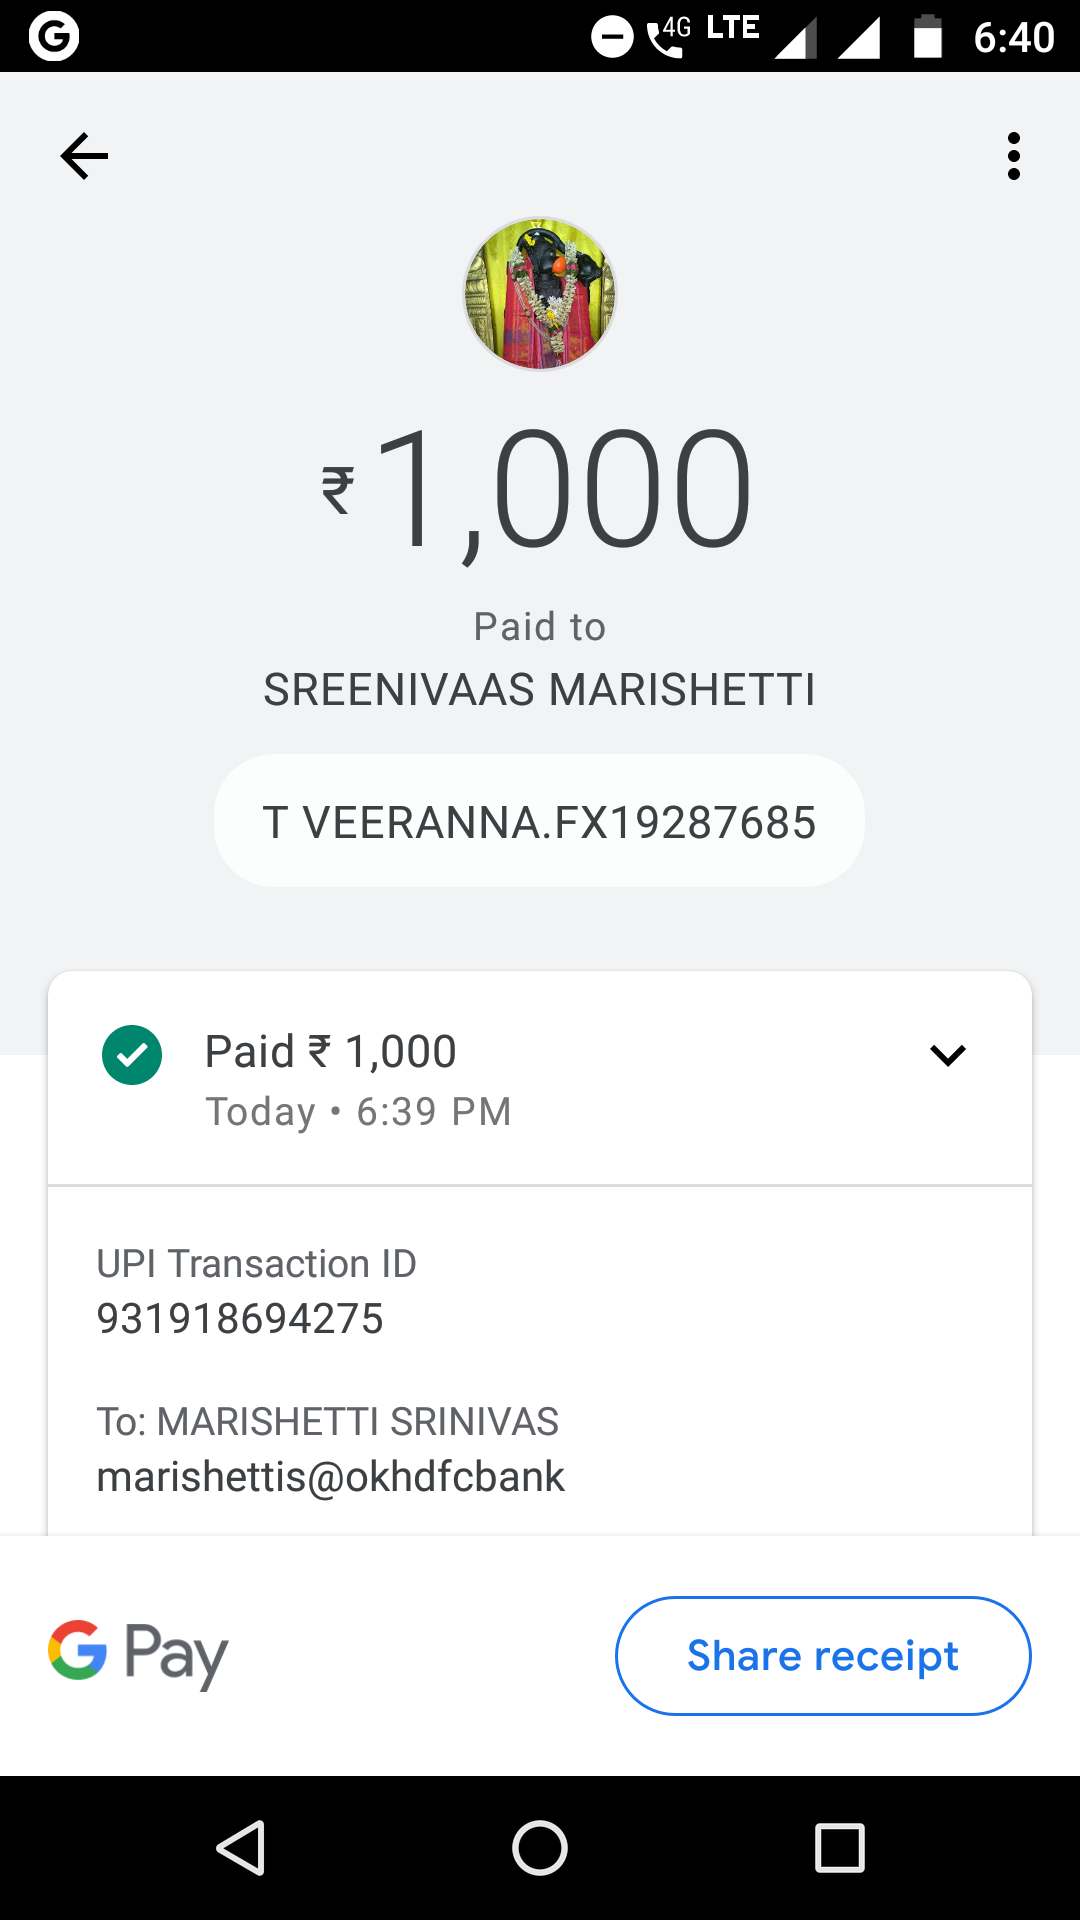 G 4G LTE 6:40
₹1,000
Paid to
SREENIVAAS MARISHETTI
T VEERANNA.FX19287685
Paid ₹ 1,000
Today • 6:39 PM
UPI Transaction ID
931918694275
To: MARISHETTI SRINIVAS
marishettis@okhdfcbank
G Pay
Share receipt